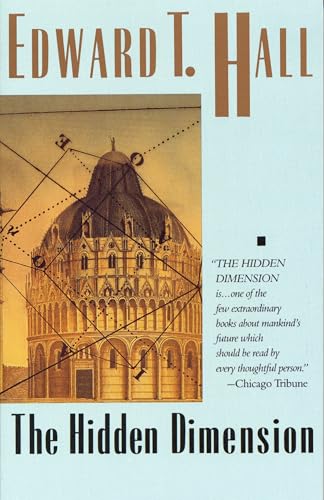 EDWARD T. HALL
"THE HIDDEN
DIMENSION
is...one of the
few extraordinary
books about mankind's
future which
should be read by
every thoughtful person."
—Chicago Tribune
The Hidden Dimension